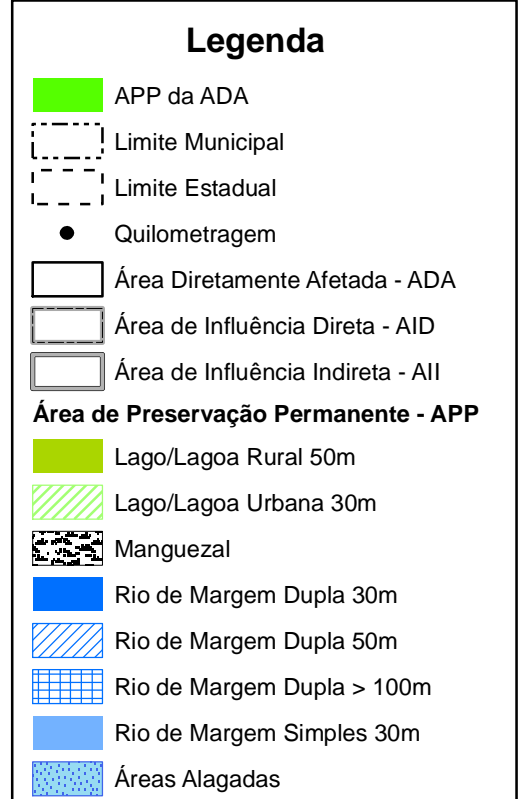 Legenda
APP da ADA
Limite Municipal
Limite Estadual
Quilometragem
Área Diretamente Afetada - ADA
Área de Influência Direta - AID
Área de Influência Indireta - AII
Área de Preservação Permanente - APP
Lago/Lagoa Rural 50m
Lago/Lagoa Urbana 30m
Manguezal
Rio de Margem Dupla 30m
Rio de Margem Dupla 50m
Rio de Margem Dupla > 100m
Rio de Margem Simples 30m
Áreas Alagadas